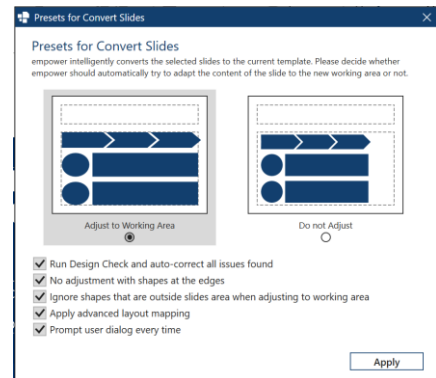 Presets for Convert Slides
Presets for Convert Slides
empower intelligently converts the selected slides to the current template. Please decide whether
empower should automatically try to adapt the content of the slide to the new working area or not.
Adjust to Working Area
Do not Adjust
Run Design Check and auto-correct all issues found
No adjustment with shapes at the edges
Ignore shapes that are outside slides area when adjusting to working area
Apply advanced layout mapping
Prompt user dialog every time
Apply